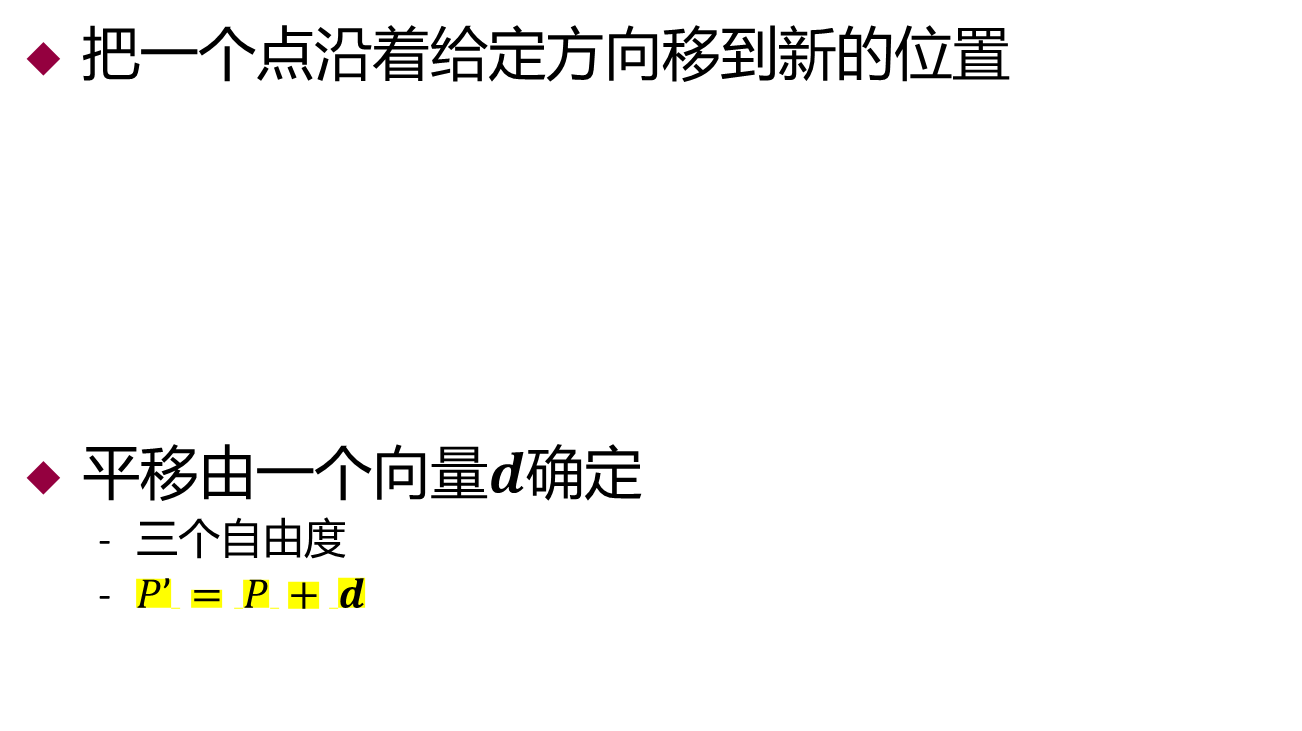 ◆ 把一个点沿着给定方向移到新的位置
◆ 平移由一个向量d确定
- 三个自由度
- P’ = P + d